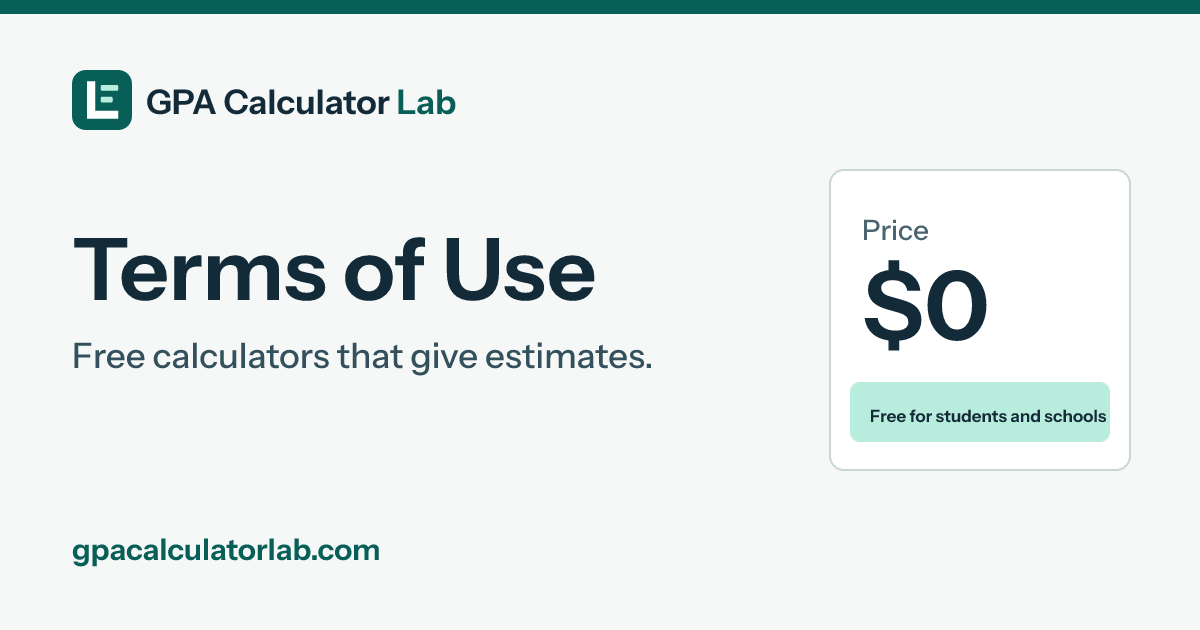 GPA Calculator Lab
Terms of Use
Free calculators that give estimates.
Price
$0
Free for students and schools
gpacalculatorlab.com